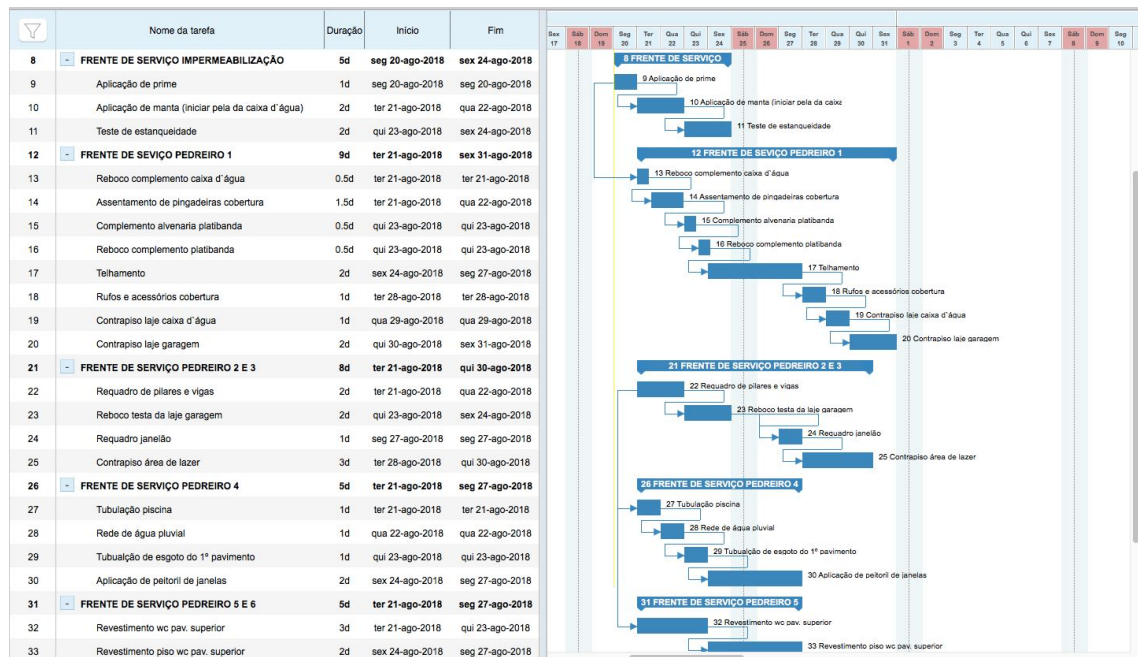 Nome da tarefa Duração Início Fim
Sex Sáb Dom Seg Ter Qua Qui Sex Sáb Dom Seg Ter Qua Qui Sex Sáb Dom Seg Ter Qua Qui Sex Sáb Dom Seg
17 18 19 20 21 22 23 24 25 26 27 28 29 30 31 1 2 3 4 5 6 7 8 9 10
8 - FRENTE DE SERVIÇO IMPERMEABILIZAÇÃO 5d seg 20-ago-2018 sex 24-ago-2018 8 FRENTE DE SERVIÇO
9 Aplicação de prime 1d seg 20-ago-2018 seg 20-ago-2018 9 Aplicação de prime
10 Aplicação de manta (iniciar pela da caixa d`água) 2d ter 21-ago-2018 qua 22-ago-2018 10 Aplicação de manta (iniciar pela da caixa
11 Teste de estanqueidade 2d qui 23-ago-2018 sex 24-ago-2018 11 Teste de estanqueidade
12 - FRENTE DE SEVIÇO PEDREIRO 1 9d ter 21-ago-2018 sex 31-ago-2018 12 FRENTE DE SEVIÇO PEDREIRO 1
13 Reboco complemento caixa d`água 0.5d ter 21-ago-2018 ter 21-ago-2018 13 Reboco complemento caixa d`água
14 Assentamento de pingadeiras cobertura 1.5d ter 21-ago-2018 qua 22-ago-2018 14 Assentamento de pingadeiras cobertura
15 Complemento alvenaria platibanda 0.5d qui 23-ago-2018 qui 23-ago-2018 15 Complemento alvenaria platibanda
16 Reboco complemento platibanda 0.5d qui 23-ago-2018 qui 23-ago-2018 16 Reboco complemento platibanda
17 Telhamento 2d sex 24-ago-2018 seg 27-ago-2018 17 Telhamento
18 Rufos e acessórios cobertura 1d ter 28-ago-2018 ter 28-ago-2018 18 Rufos e acessórios cobertura
19 Contrapiso laje caixa d`água 1d qua 29-ago-2018 qua 29-ago-2018 19 Contrapiso laje caixa d`água
20 Contrapiso laje garagem 2d qui 30-ago-2018 sex 31-ago-2018 20 Contrapiso laje garagem
21 - FRENTE DE SERVIÇO PEDREIRO 2 E 3 8d ter 21-ago-2018 qui 30-ago-2018 21 FRENTE DE SERVIÇO PEDREIRO 2 E 3
22 Requadro de pilares e vigas 2d ter 21-ago-2018 qua 22-ago-2018 22 Requadro de pilares e vigas
23 Reboco testa da laje garagem 2d qui 23-ago-2018 sex 24-ago-2018 23 Reboco testa da laje garagem
24 Requadro janelão 1d seg 27-ago-2018 seg 27-ago-2018 24 Requadro janelão
25 Contrapiso área de lazer 3d ter 28-ago-2018 qui 30-ago-2018 25 Contrapiso área de lazer
26 - FRENTE DE SERVIÇO PEDREIRO 4 5d ter 21-ago-2018 seg 27-ago-2018 26 FRENTE DE SERVIÇO PEDREIRO 4
27 Tubulação piscina 1d ter 21-ago-2018 ter 21-ago-2018 27 Tubulação piscina
28 Rede de água pluvial 1d qua 22-ago-2018 qua 22-ago-2018 28 Rede de água pluvial
29 Tubualção de esgoto do 1º pavimento 1d qui 23-ago-2018 qui 23-ago-2018 29 Tubualção de esgoto do 1º pavimento
30 Aplicação de peitoril de janelas 2d sex 24-ago-2018 seg 27-ago-2018 30 Aplicação de peitoril de janelas
31 - FRENTE DE SERVIÇO PEDREIRO 5 E 6 5d ter 21-ago-2018 seg 27-ago-2018 31 FRENTE DE SERVIÇO PEDREIRO 5
32 Revestimento wc pav. superior 3d ter 21-ago-2018 qui 23-ago-2018 32 Revestimento wc pav. superior
33 Revestimento piso wc pav. superior 2d sex 24-ago-2018 seg 27-ago-2018 33 Revestimento piso wc pav. superior